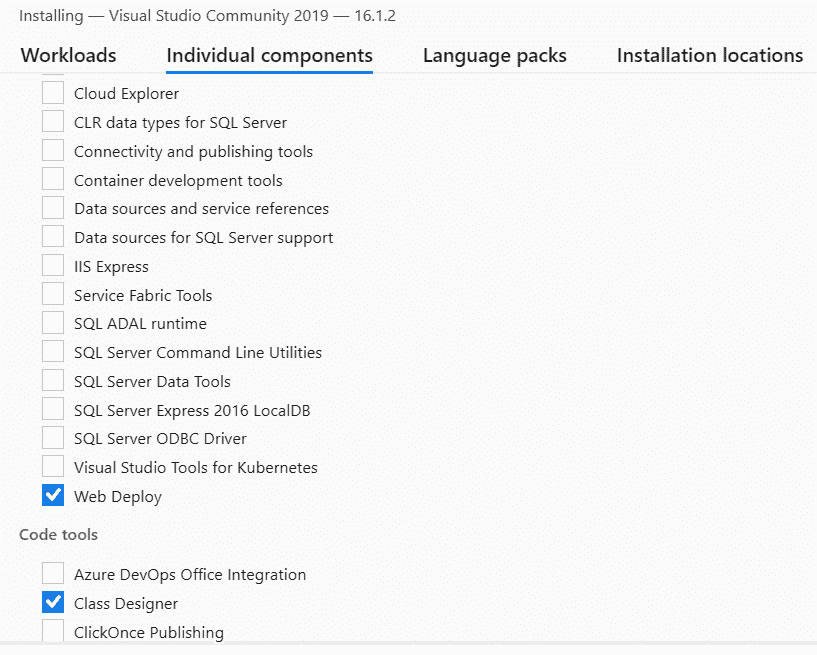 Installing — Visual Studio Community 2019 — 16.1.2
Workloads Individual components Language packs Installation locations
Cloud Explorer
CLR data types for SQL Server
Connectivity and publishing tools
Container development tools
Data sources and service references
Data sources for SQL Server support
IIS Express
Service Fabric Tools
SQL ADAL runtime
SQL Server Command Line Utilities
SQL Server Data Tools
SQL Server Express 2016 LocalDB
SQL Server ODBC Driver
Visual Studio Tools for Kubernetes
Web Deploy
Code tools
Azure DevOps Office Integration
Class Designer
ClickOnce Publishing